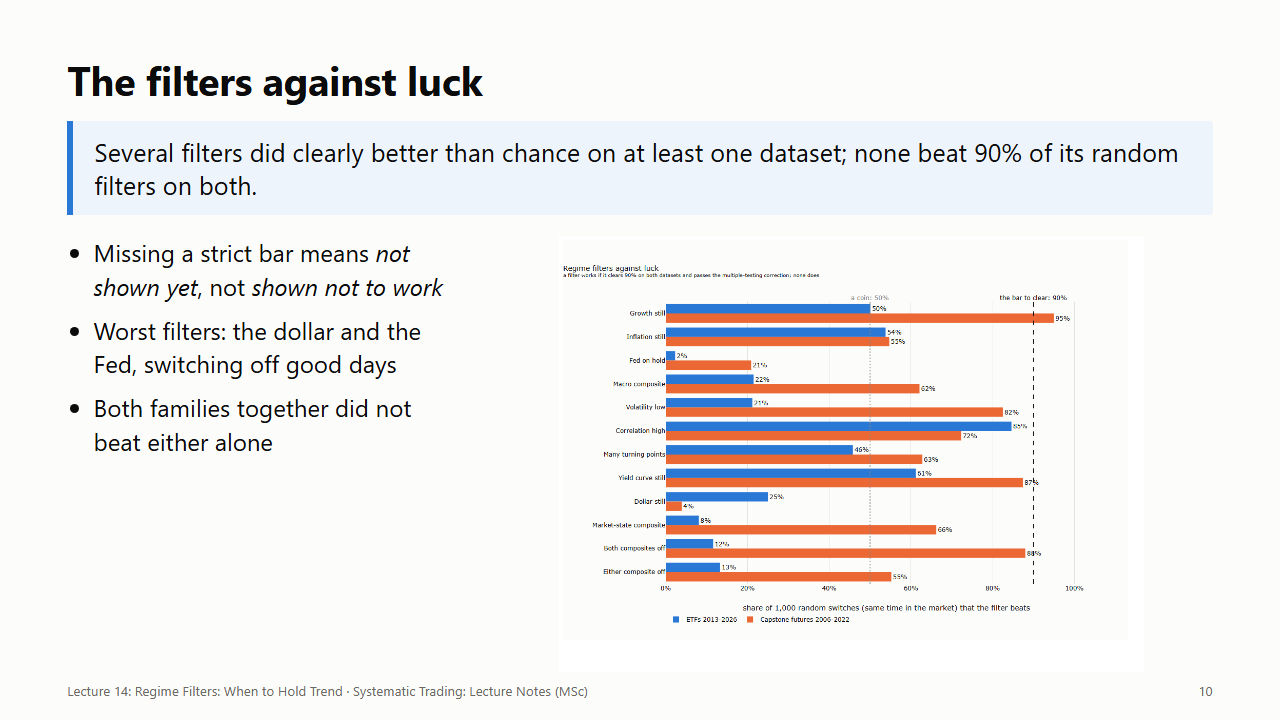 The filters against luck
Several filters did clearly better than chance on at least one dataset; none beat 90% of its random
filters on both.
• Missing a strict bar means not
shown yet, not shown not to work
• Worst filters: the dollar and the
Fed, switching off good days
• Both families together did not
beat either alone
Regime filters against luck
a filter works if it clears 90% on both datasets and passes the multiple-testing correction; none does
a coin: 50%
the bar to clear: 90%
Growth still
50%
95%
Inflation still
54%
55%
Fed on hold
2%
21%
Macro composite
22%
62%
Volatility low
21%
82%
Correlation high
85%
72%
Many turning points
46%
63%
Yield curve still
61%
87%
Dollar still
25%
4%
Market-state composite
8%
66%
Both composites off
12%
88%
Either composite off
13%
55%
0%
20%
40%
60%
80%
100%
share of 1,000 random switches (same time in the market) that the filter beats
ETFs 2013-2026
Capstone futures 2006-2022
Lecture 14: Regime Filters: When to Hold Trend · Systematic Trading: Lecture Notes (MSc)
10